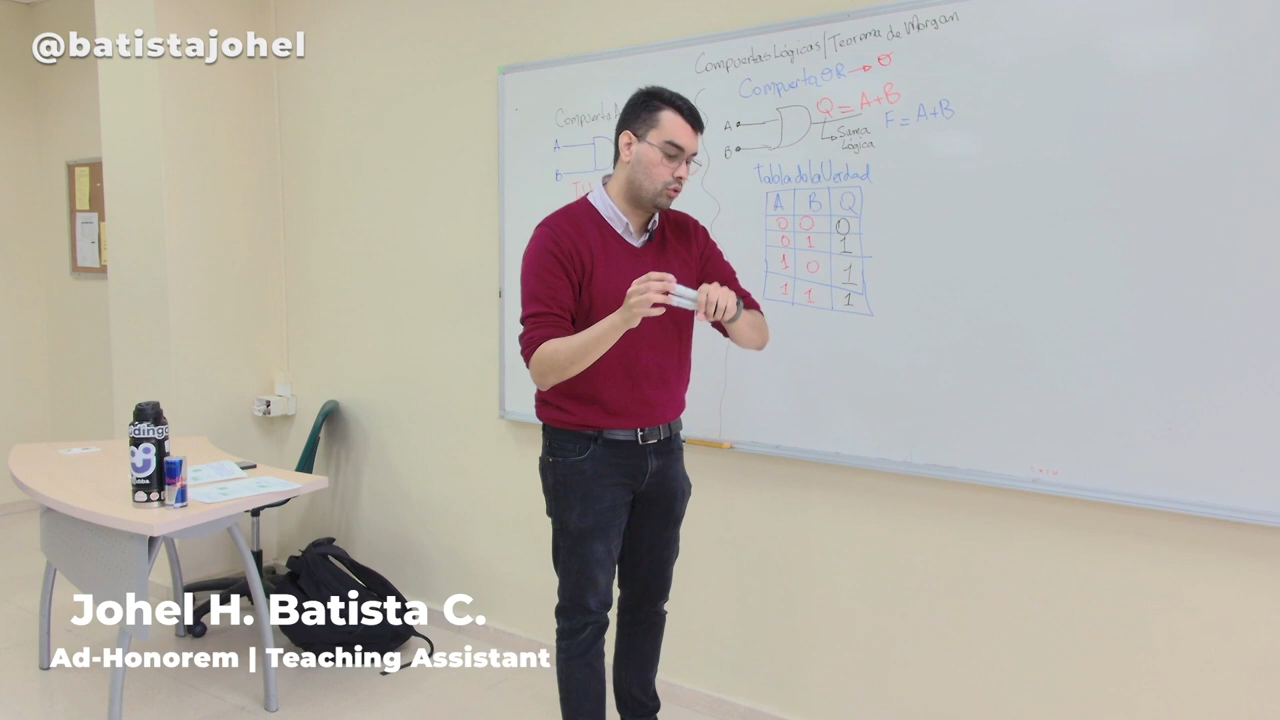 @batistajohel
Compuertas Lógicas/Teorema de Morgan
Compuerta OR → O
Q = A+B
F = A+B
A
B
Suma
Lógica
Compuerta A
A
B
Tabla de la Verdad
A B Q
0 0 0
0 1 1
1 0 1
1 1 1
Johel H. Batista C.
Ad-Honorem | Teaching Assistant